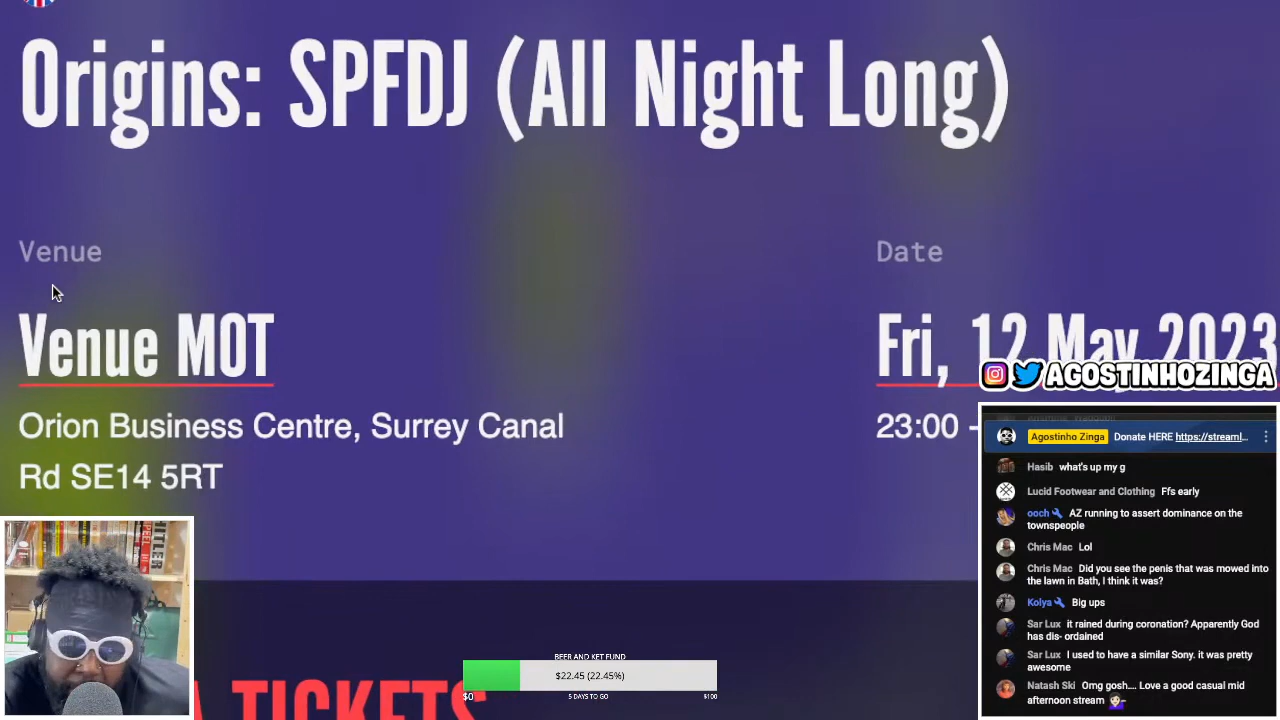 Origins: SPFDJ (All Night Long)
Venue
Date
Venue MOT
Fri, 12 May 2023
AGOSTINHOZINGA
Orion Business Centre, Surrey Canal
Rd SE14 5RT
23:00 -
Agostinho Zinga Donate HERE https://streaml...
Hasib what's up my g
Lucid Footwear and Clothing Ffs early
ooch AZ running to assert dominance on the
townspeople
Chris Mac Lol
Chris Mac Did you see the penis that was mowed into
the lawn in Bath, I think it was?
Kolya Big ups
Sar Lux it rained during coronation? Apparently God
has dis- ordained
Sar Lux I used to have a similar Sony. it was pretty
awesome
Natash Ski Omg gosh.... Love a good casual mid
afternoon stream
BEER AND KET FUND
$22.45 (22.45%)
$0 5 DAYS TO GO $100
TICKETS